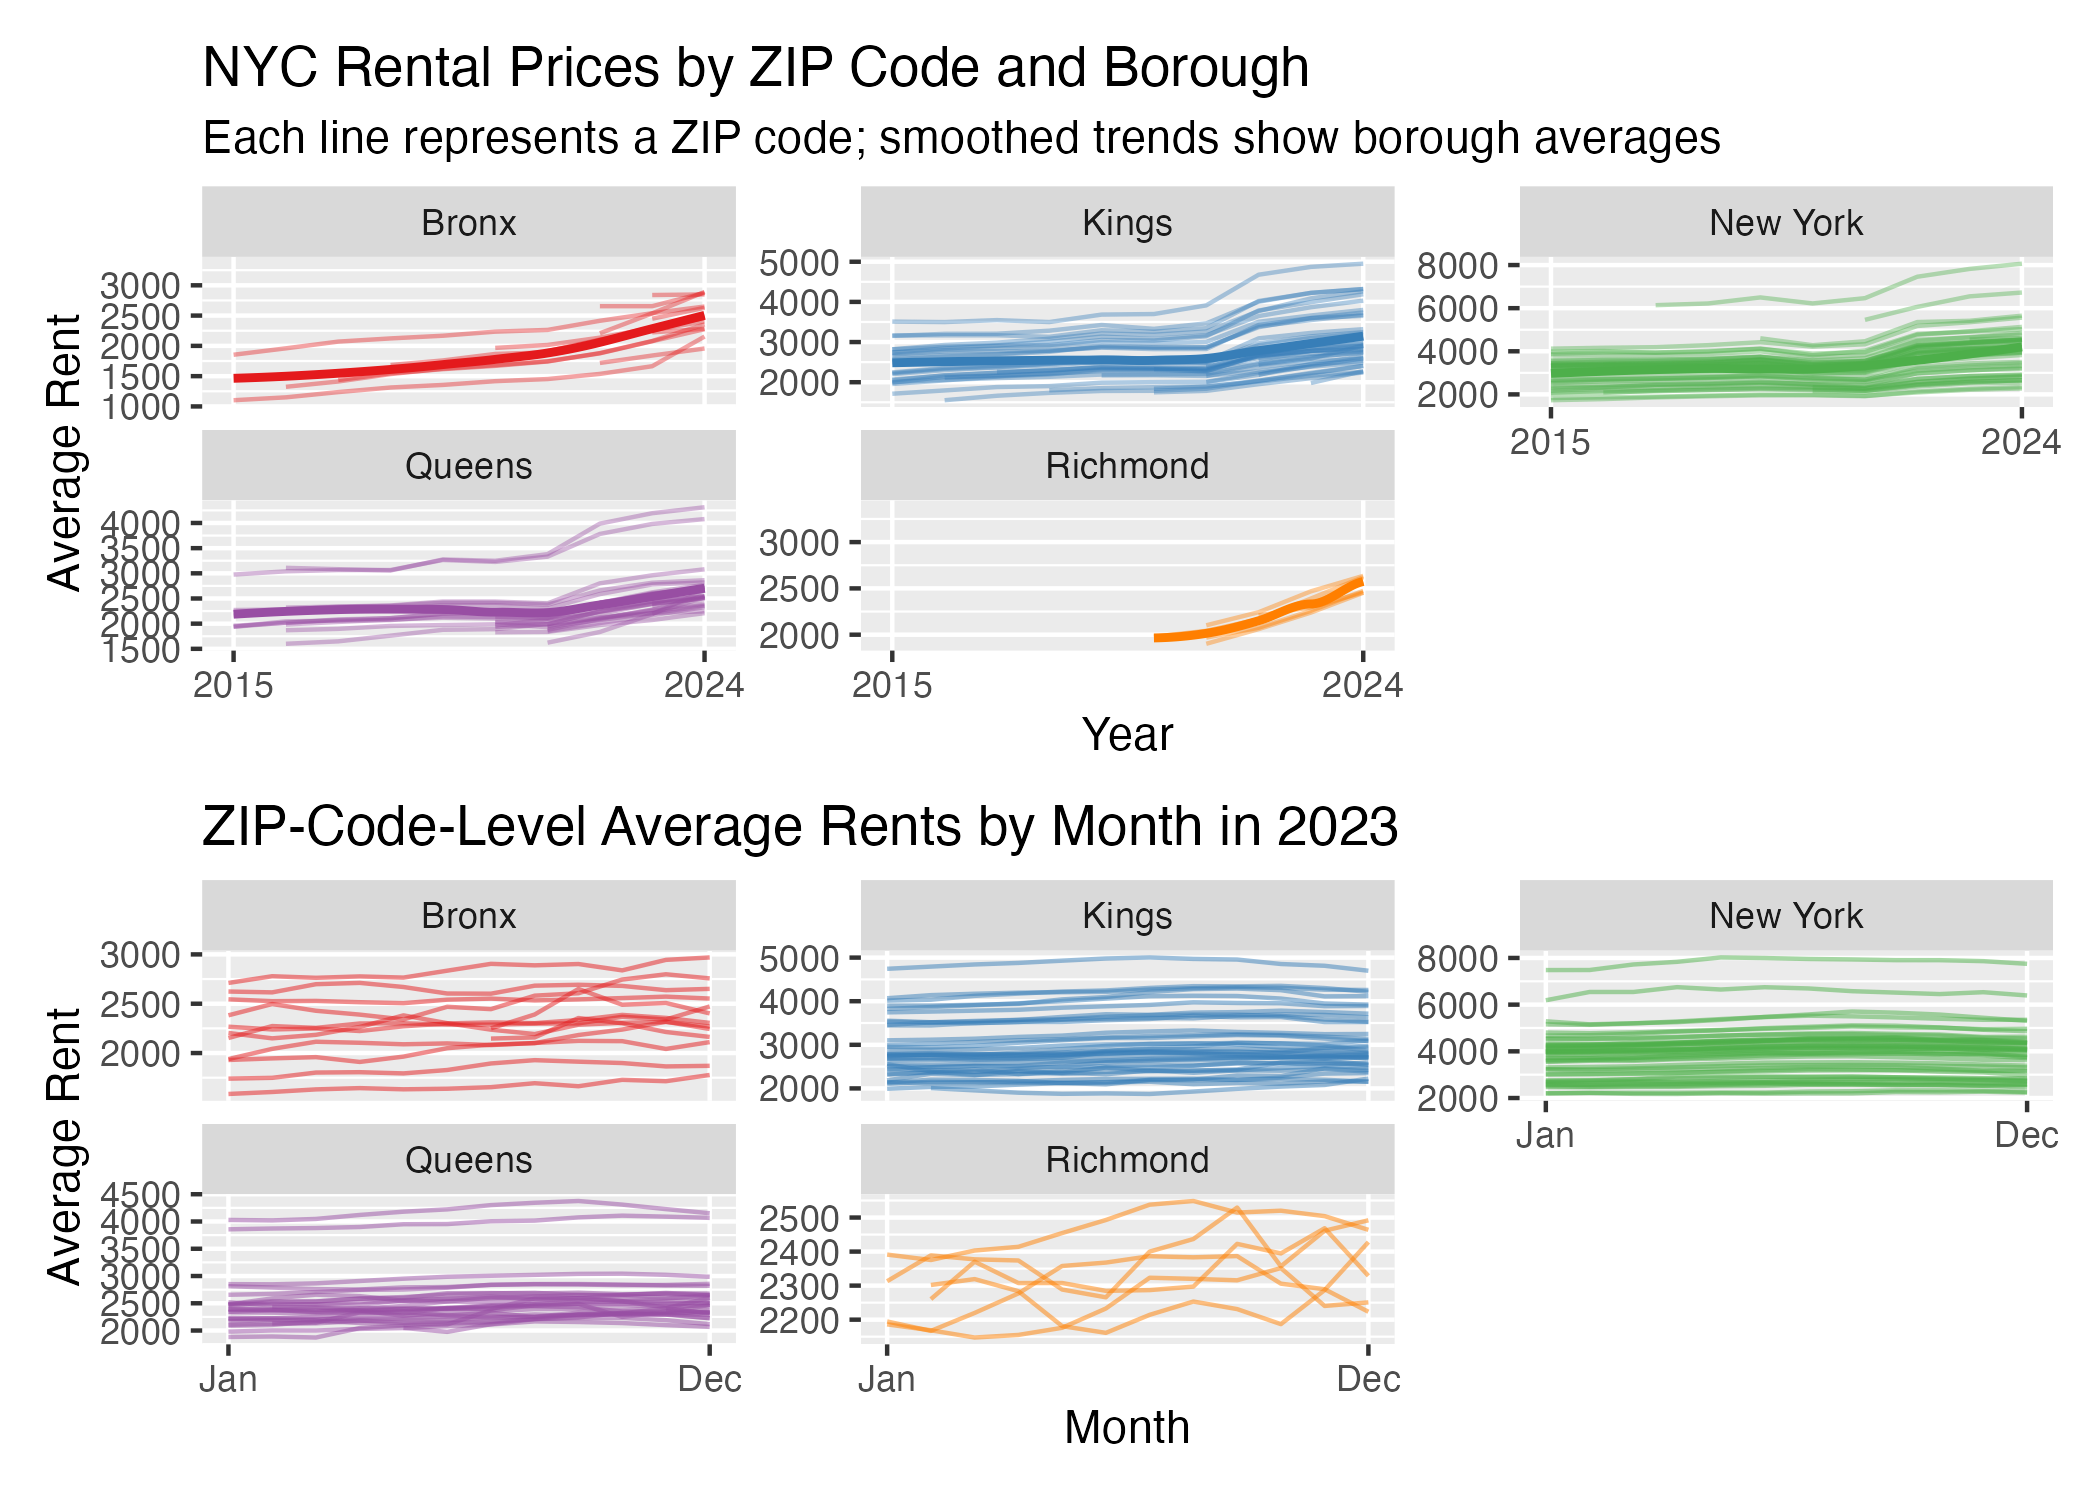 NYC Rental Prices by ZIP Code and Borough
Each line represents a ZIP code; smoothed trends show borough averages
Average Rent
Bronx
3000
2500
2000
1500
1000
Kings
5000
4000
3000
2000
New York
8000
6000
4000
2000
2015
2024
Queens
4000
3500
3000
2500
2000
1500
2015
2024
Richmond
3000
2500
2000
2015
2024
Year
ZIP-Code-Level Average Rents by Month in 2023
Average Rent
Bronx
3000
2500
2000
Kings
5000
4000
3000
2000
New York
8000
6000
4000
2000
Jan
Dec
Queens
4500
4000
3500
3000
2500
2000
Jan
Dec
Richmond
2500
2400
2300
2200
Jan
Dec
Month